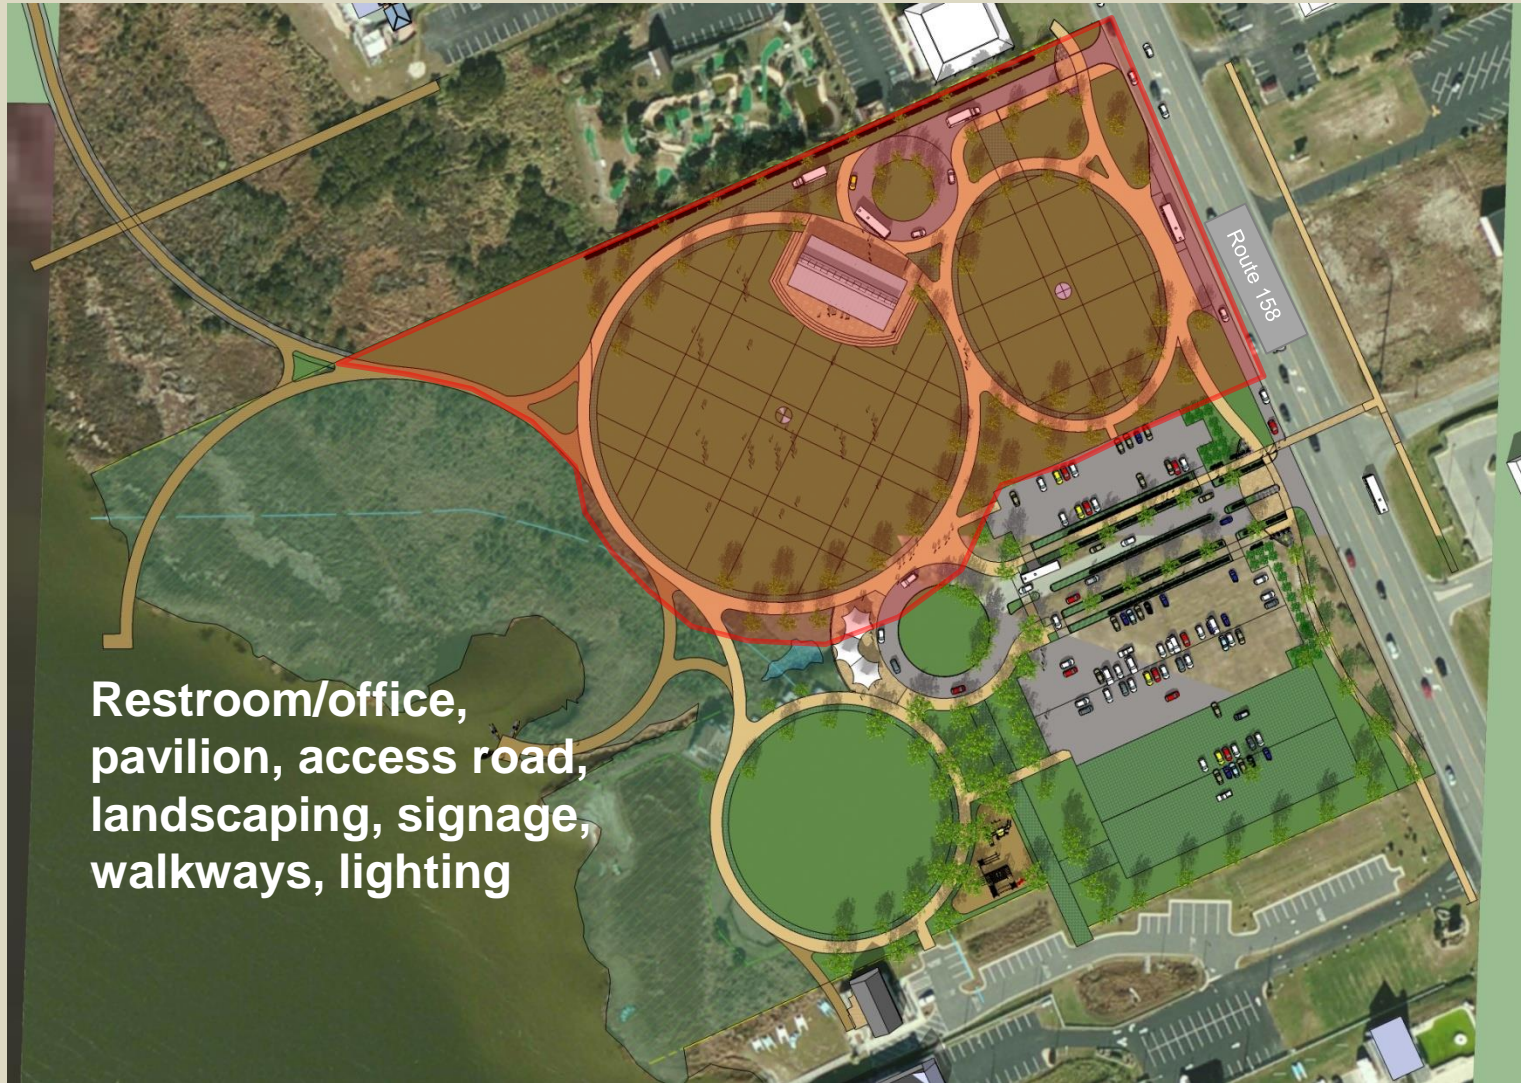 Route 158
Restroom/office,
pavilion, access road,
landscaping, signage,
walkways, lighting